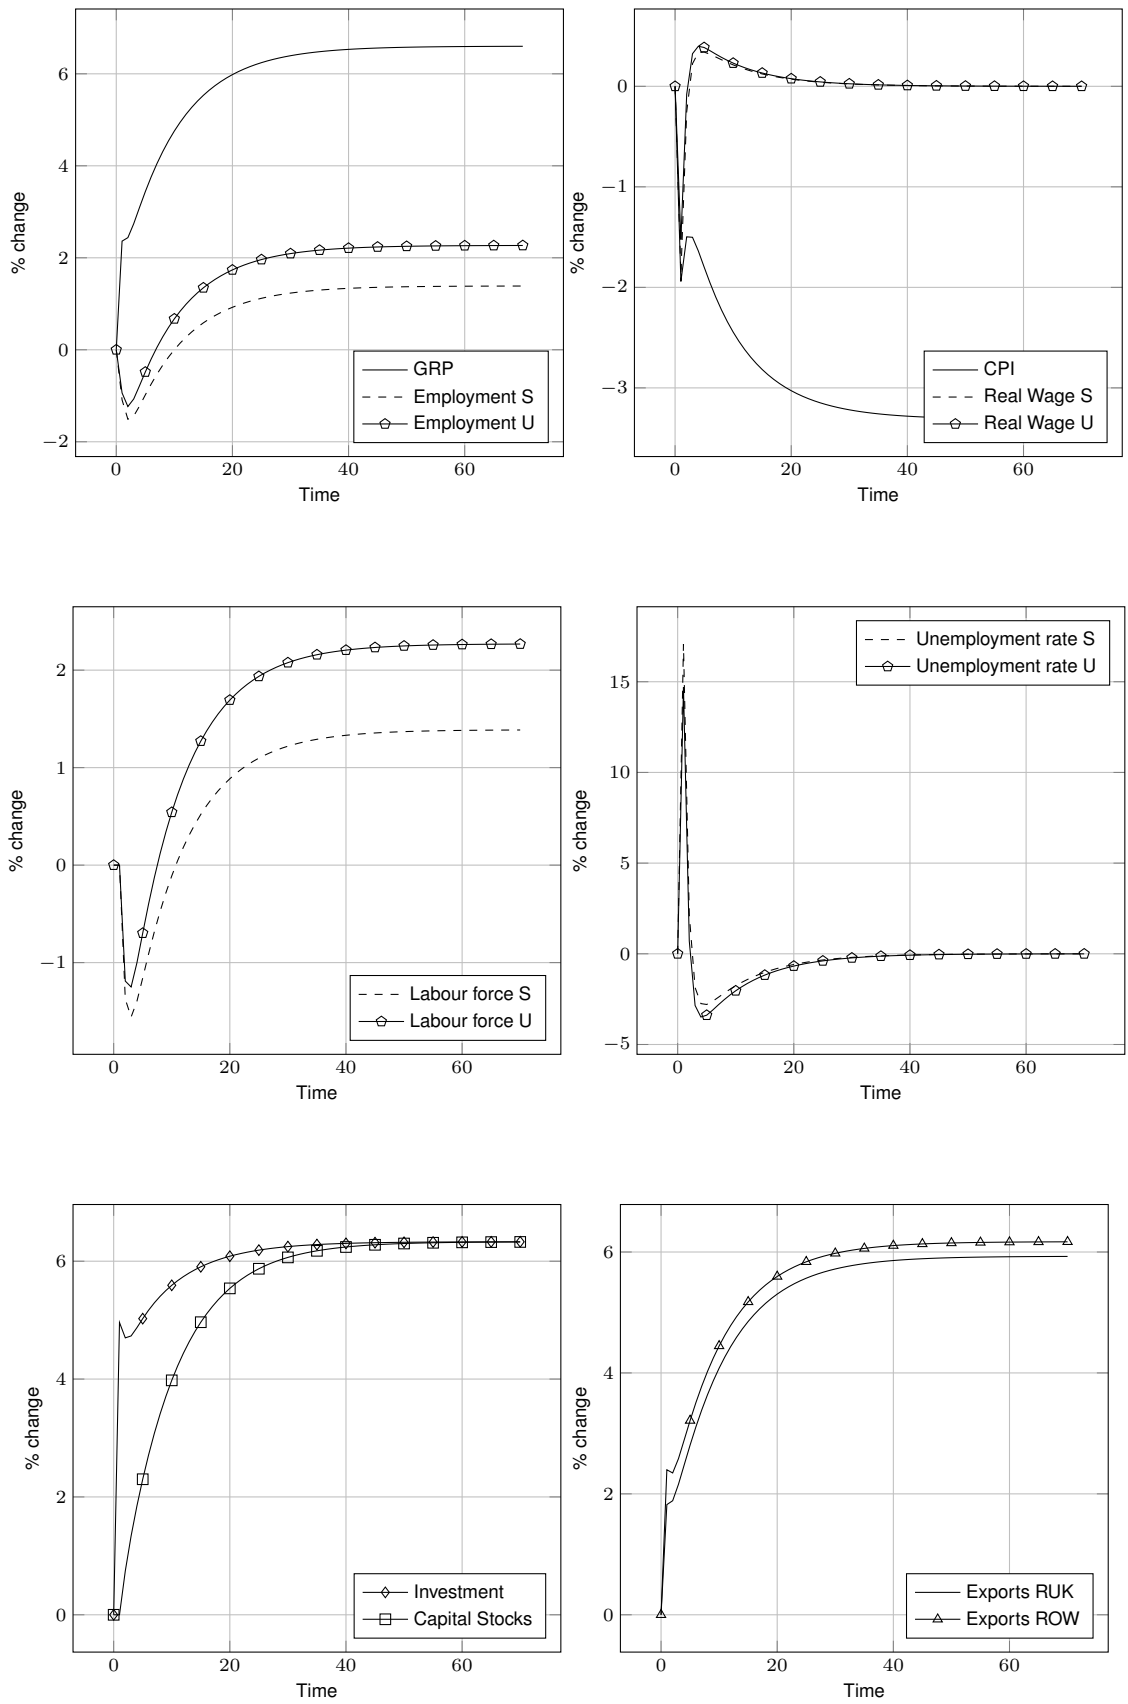 6
4
2
0
−2
0
20
40
60
Time
% change
GRP
Employment S
Employment U
0
−1
−2
−3
0
20
40
60
Time
% change
CPI
Real Wage S
Real Wage U
2
1
0
−1
0
20
40
60
Time
% change
Labour force S
Labour force U
15
10
5
0
−5
0
20
40
60
Time
% change
Unemployment rate S
Unemployment rate U
6
4
2
0
0
20
40
60
Time
% change
Investment
Capital Stocks
6
4
2
0
0
20
40
60
Time
% change
Exports RUK
Exports ROW